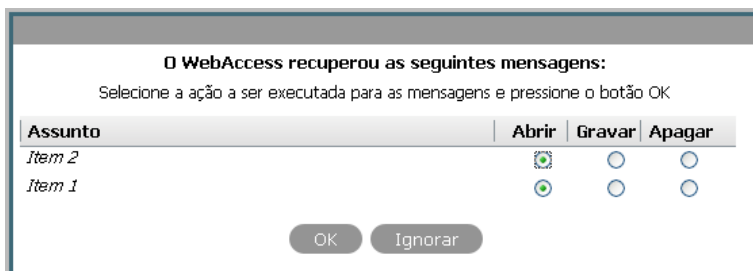 O WebAccess recuperou as seguintes mensagens:
Selecione a ação a ser executada para as mensagens e pressione o botão OK
Assunto Abrir Gravar Apagar
Item 2
Item 1
OK Ignorar